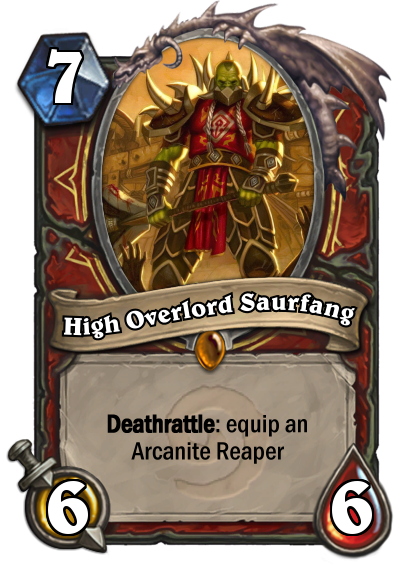 7
High Overlord Saurfang
Deathrattle: equip an
Arcanite Reaper
6
6